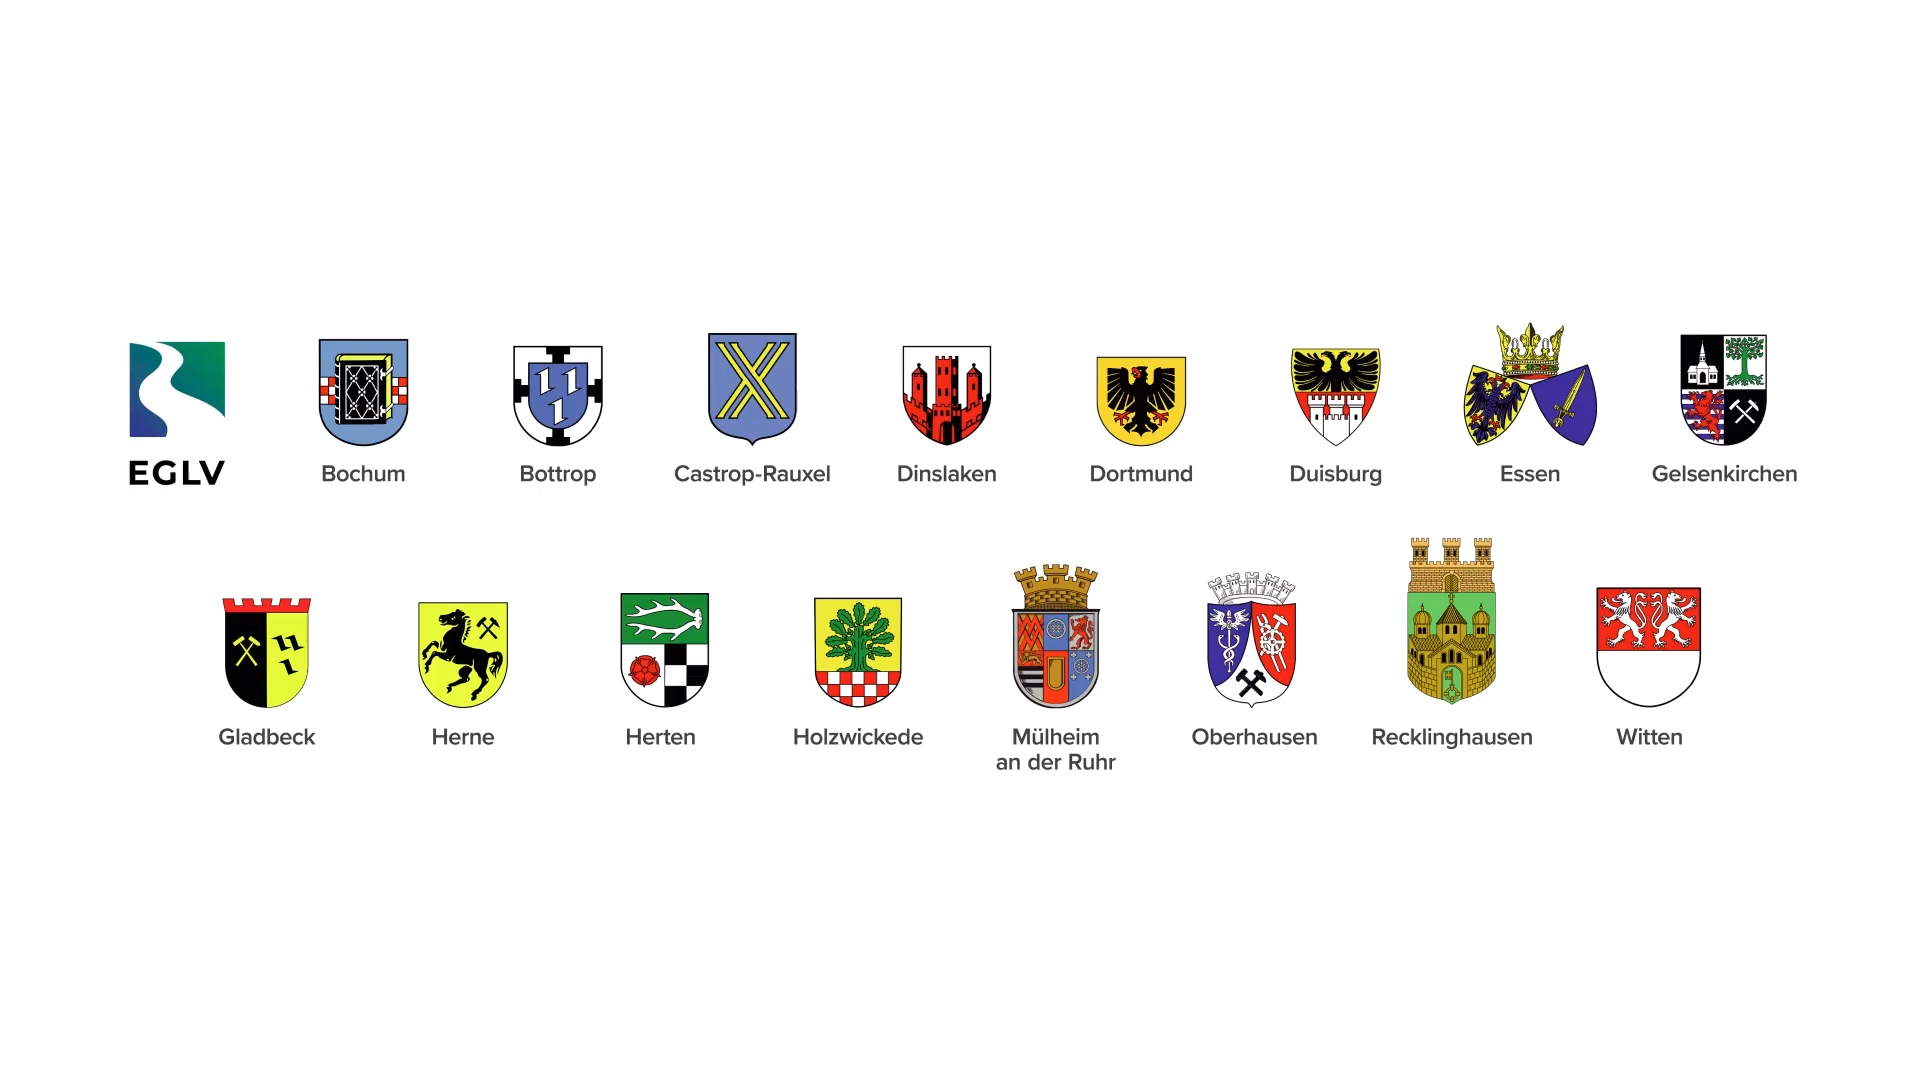 EGLV
Bochum
Bottrop
Castrop-Rauxel
Dinslaken
Dortmund
Duisburg
Essen
Gelsenkirchen
Gladbeck
Herne
Herten
Holzwickede
Mülheim
an der Ruhr
Oberhausen
Recklinghausen
Witten